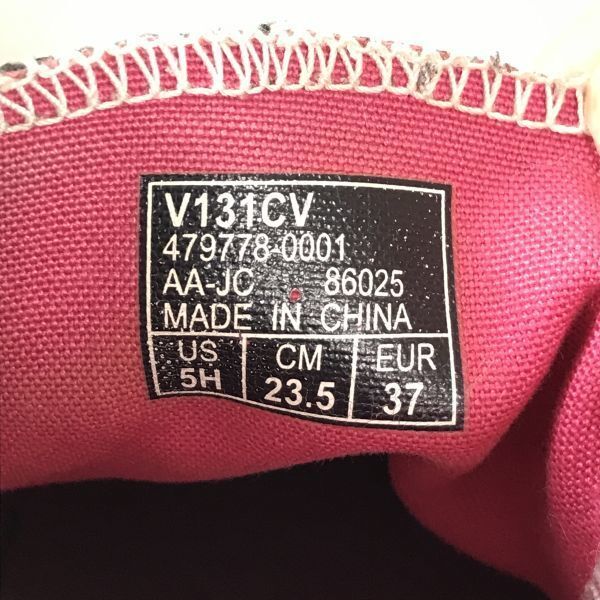 V131CV
479778-0001
AA-JC 86025
MADE IN CHINA
US CM EUR
5H 23.5 37